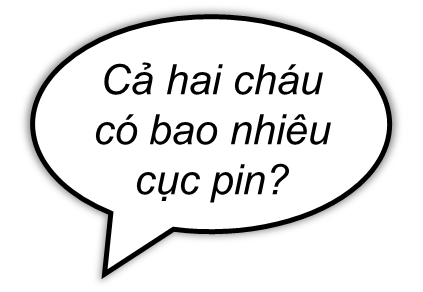 Cả hai cháu
có bao nhiêu
cục pin?